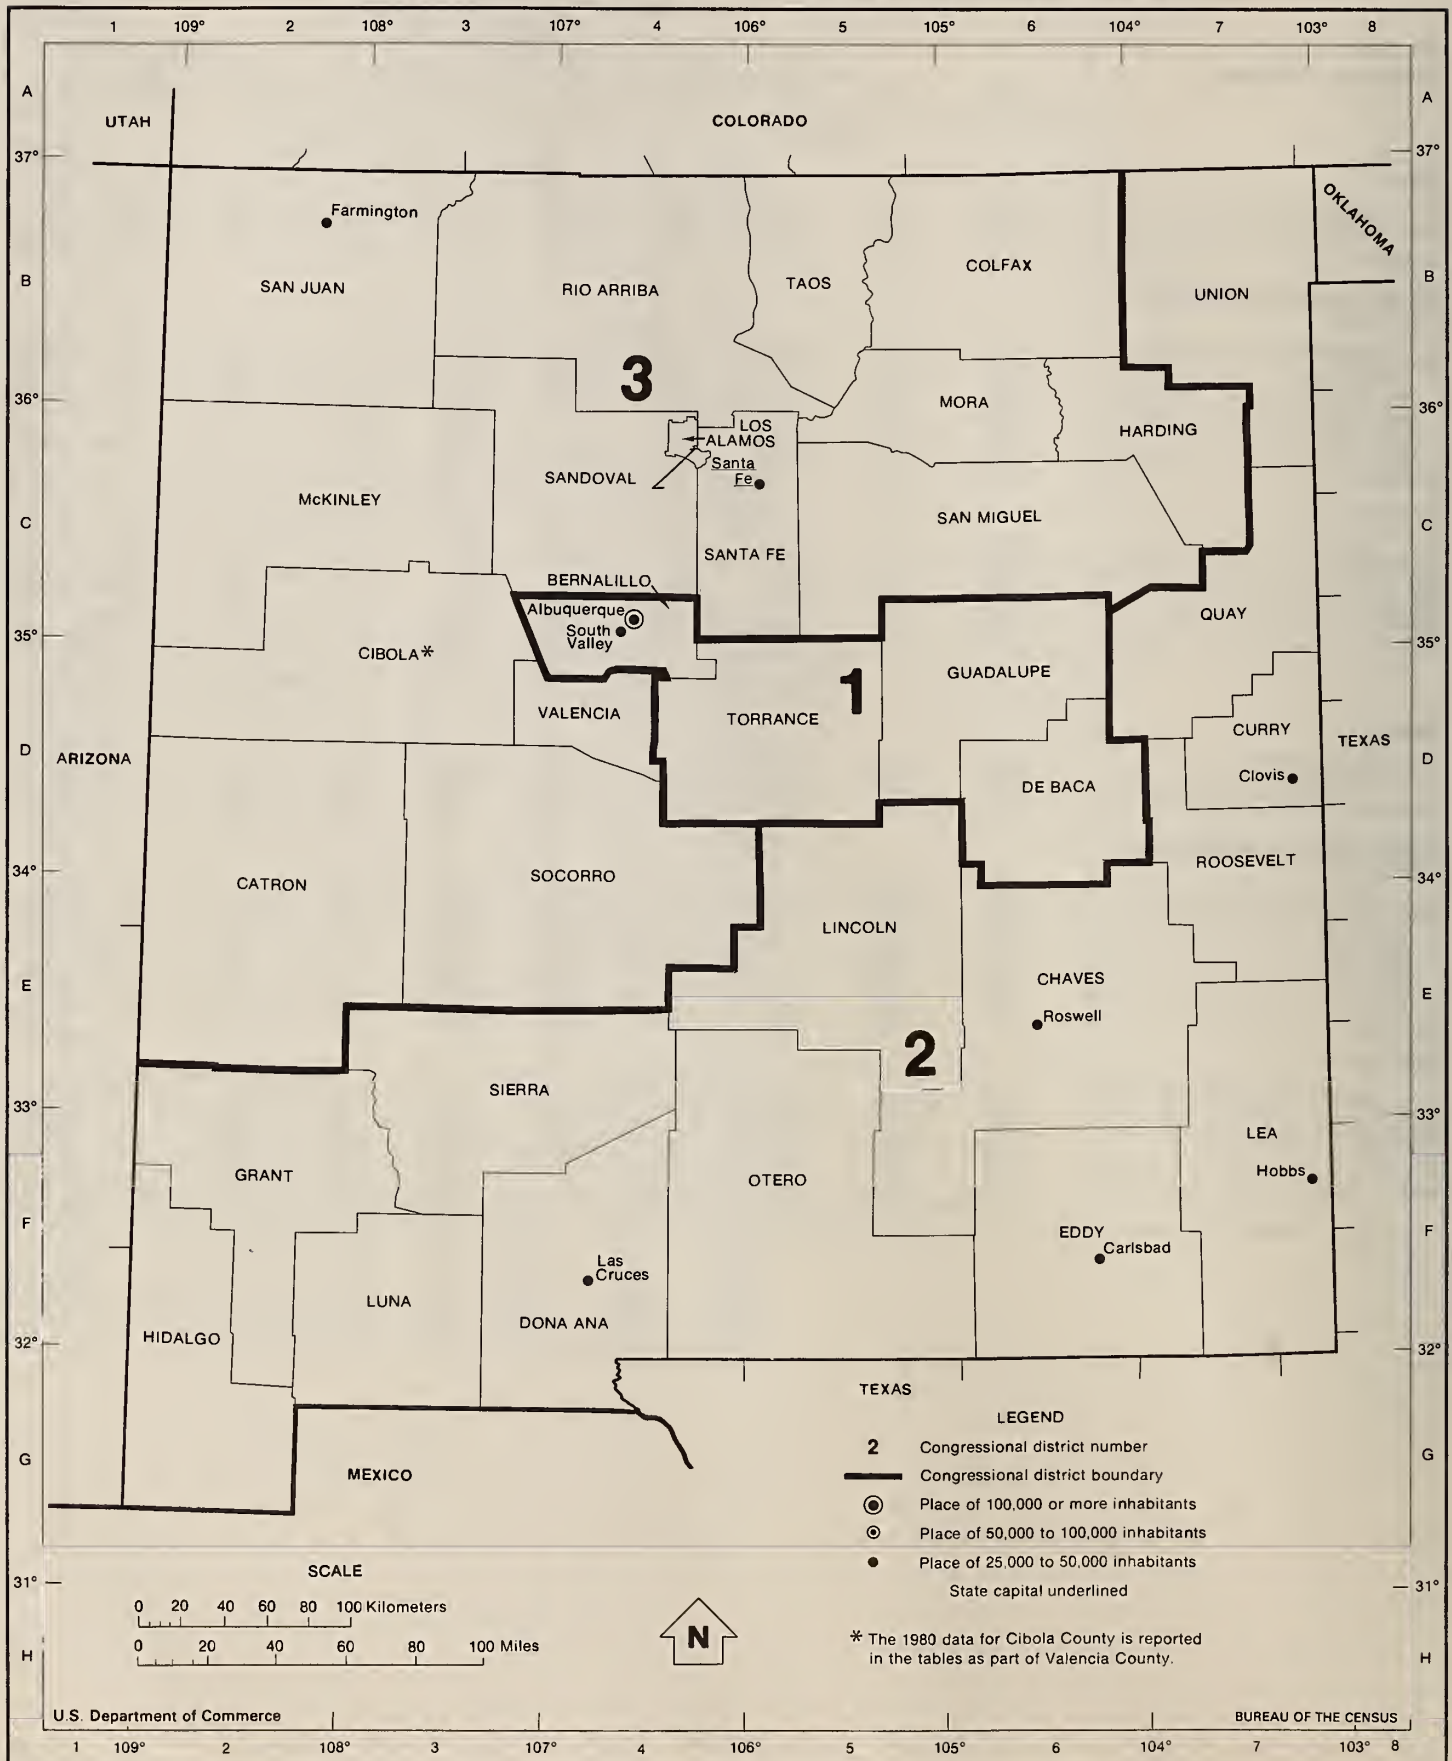 1 109° 2 108° 3 107° 4 106° 5 105° 6 104° 7 103° 8
A A
UTAH COLORADO
37° 37°
OKLAHOMA
Farmington
B B
SAN JUAN RIO ARRIBA TAOS COLFAX UNION
3
36° 36°
MORA
HARDING
LOS
ALAMOS
Santa
Fe
SANDOVAL
McKINLEY
C C
SAN MIGUEL
SANTA FE
BERNALILLO
Albuquerque
South
Valley
QUAY
35° 35°
CIBOLA*
GUADALUPE
1
VALENCIA TORRANCE
CURRY
D D
ARIZONA TEXAS
Clovis
DE BACA
ROOSEVELT
34° 34°
CATRON SOCORRO
LINCOLN
CHAVES
E E
Roswell
2
SIERRA
33° 33°
LEA
Hobbs
GRANT OTERO
F F
EDDY
Carlsbad
Las
Cruces
LUNA
DONA ANA
HIDALGO
32° 32°
TEXAS
LEGEND
2 Congressional district number
Congressional district boundary
G G
MEXICO
Place of 100,000 or more inhabitants
Place of 50,000 to 100,000 inhabitants
Place of 25,000 to 50,000 inhabitants
State capital underlined
SCALE
31° 31°
0 20 40 60 80 100 Kilometers
0 20 40 60 80 100 Miles
N
* The 1980 data for Cibola County is reported
in the tables as part of Valencia County.
H H
U.S. Department of Commerce BUREAU OF THE CENSUS
1 109° 2 108° 3 107° 4 106° 5 105° 6 104° 7 103° 8